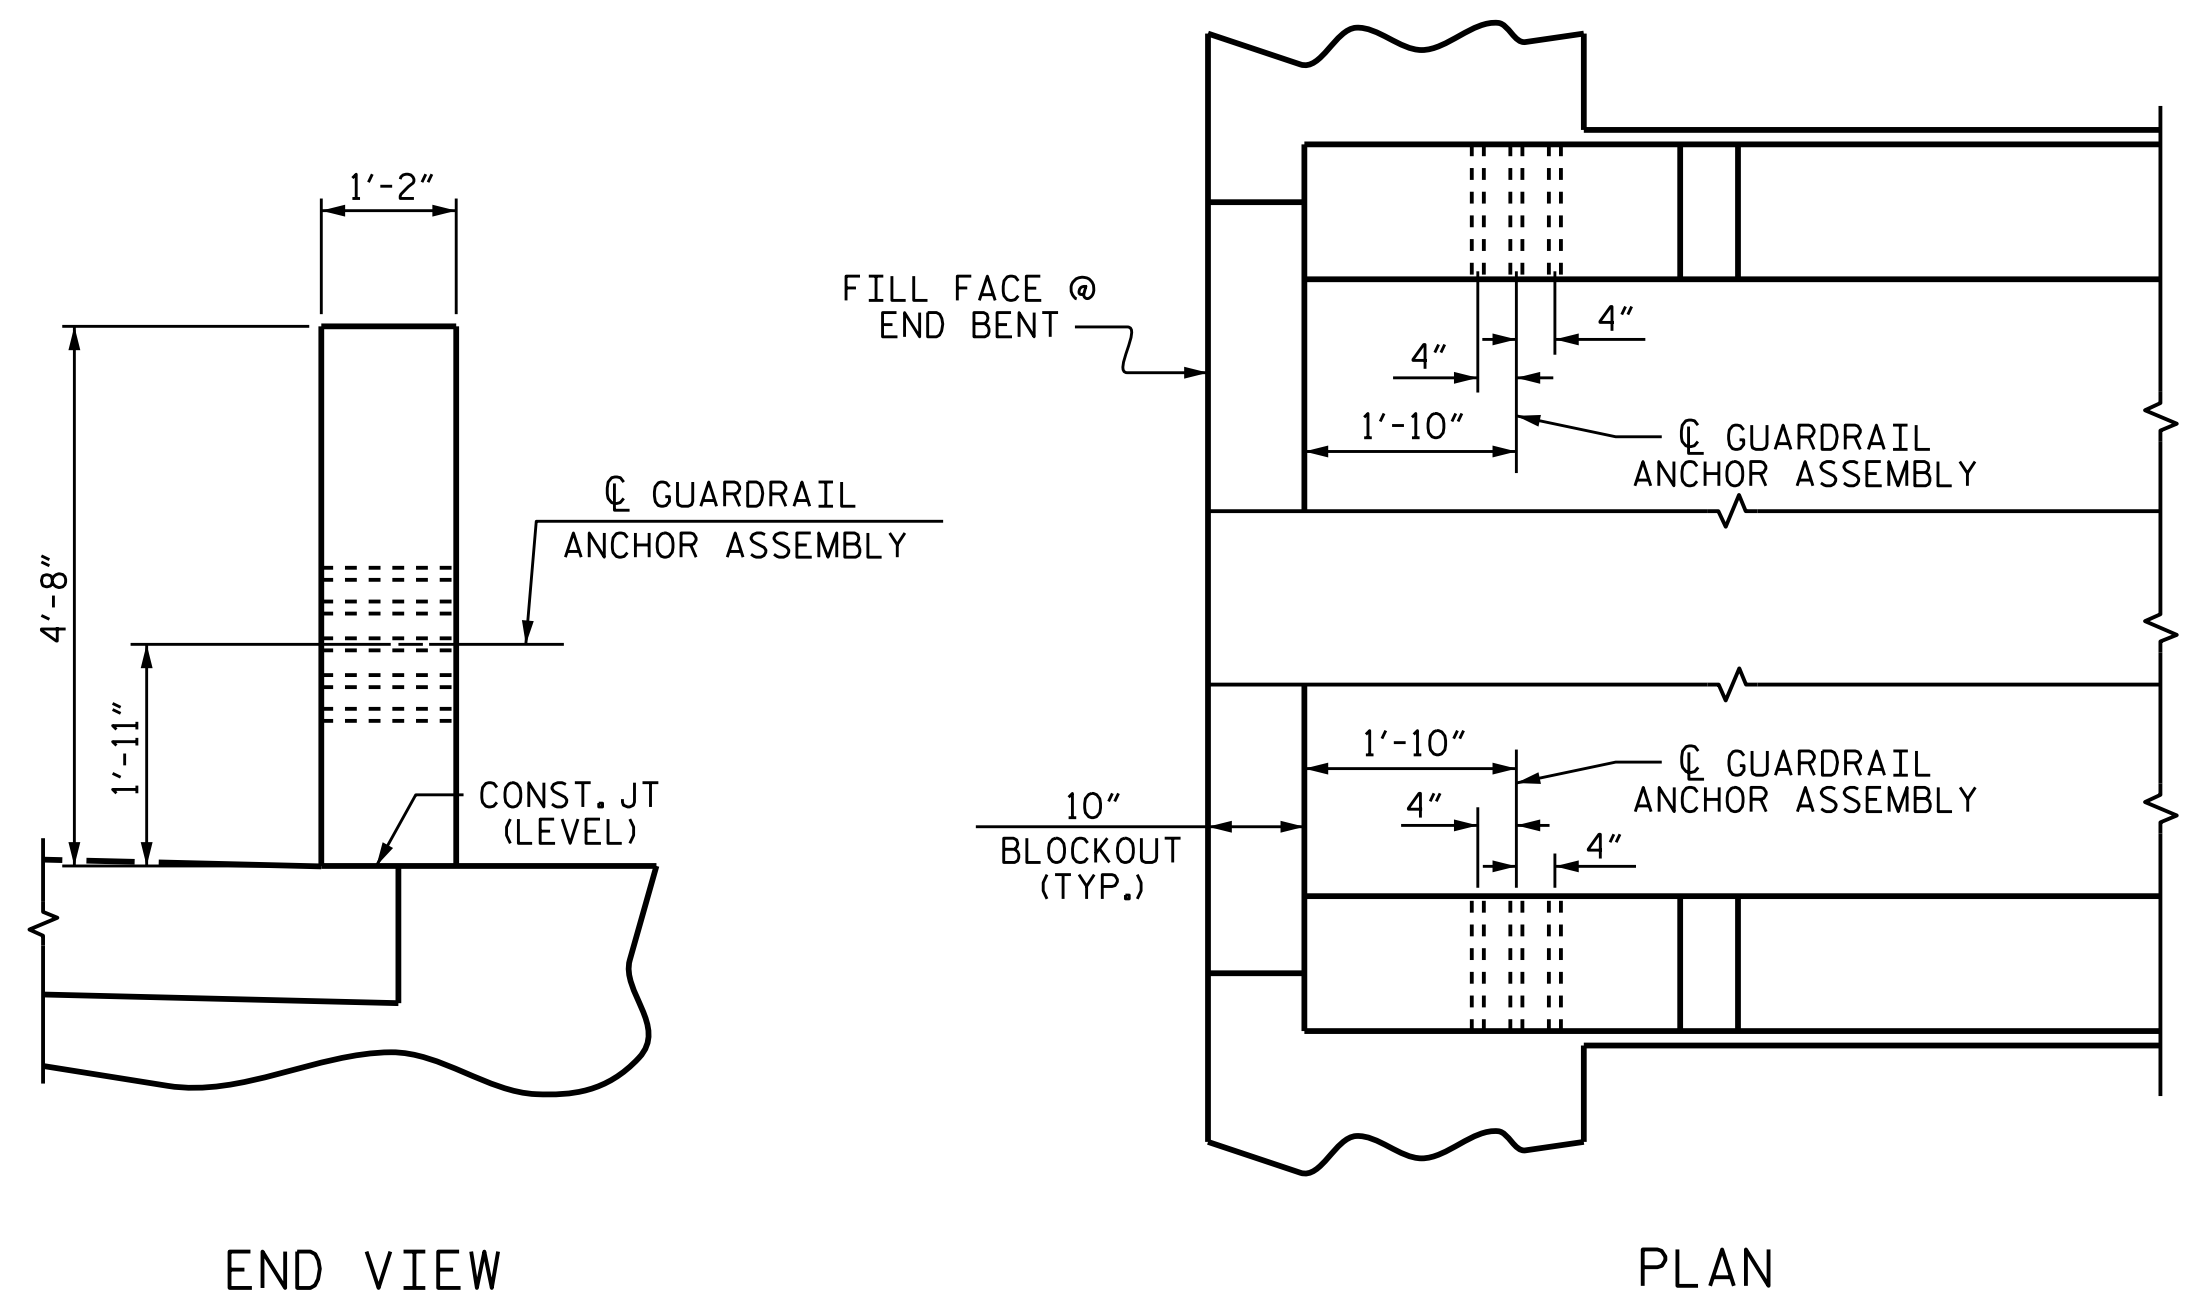 1'-2"
4'-8"
1'-11"
℄ GUARDRAIL
ANCHOR ASSEMBLY
CONST. JT
(LEVEL)
END VIEW
FILL FACE @
END BENT
4"
4"
1'-10"
℄ GUARDRAIL
ANCHOR ASSEMBLY
1'-10"
℄ GUARDRAIL
ANCHOR ASSEMBLY
4"
4"
10"
BLOCKOUT
(TYP.)
PLAN